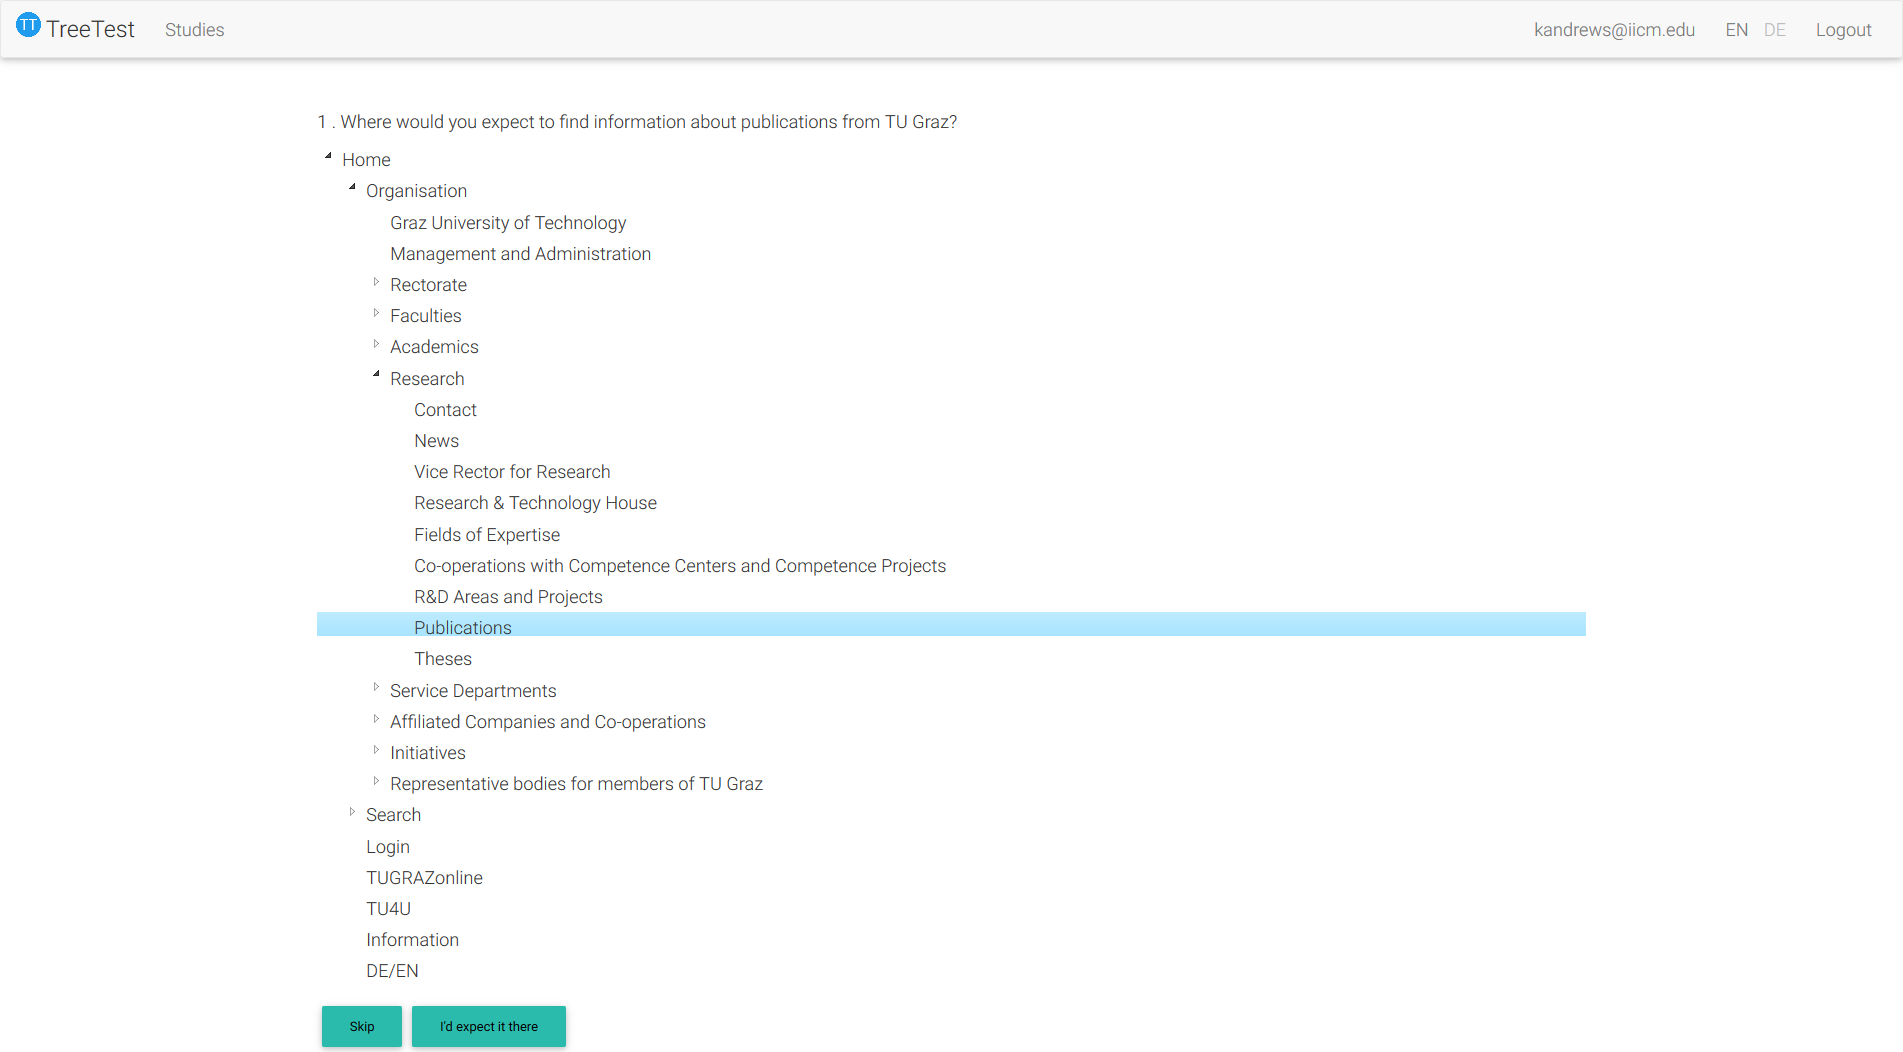 TT TreeTest Studies kandrews@iicm.edu EN DE Logout
1 . Where would you expect to find information about publications from TU Graz?
Home
Organisation
Graz University of Technology
Management and Administration
Rectorate
Faculties
Academics
Research
Contact
News
Vice Rector for Research
Research & Technology House
Fields of Expertise
Co-operations with Competence Centers and Competence Projects
R&D Areas and Projects
Publications
Theses
Service Departments
Affiliated Companies and Co-operations
Initiatives
Representative bodies for members of TU Graz
Search
Login
TUGRAZonline
TU4U
Information
DE/EN
Skip I'd expect it there